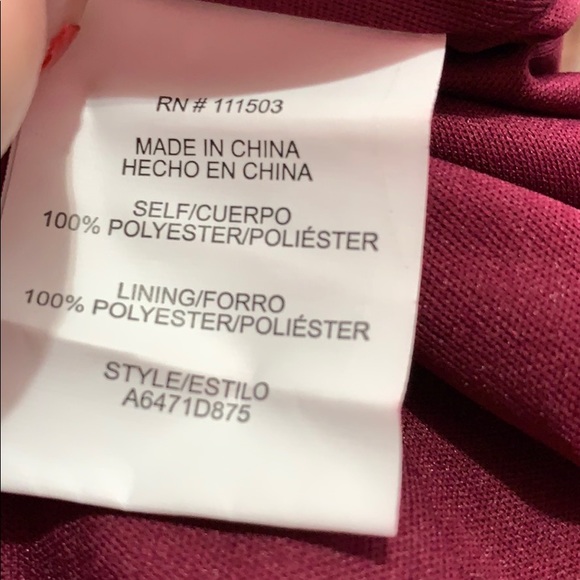 RN # 111503
MADE IN CHINA
HECHO EN CHINA
SELF/CUERPO
100% POLYESTER/POLIÉSTER
LINING/FORRO
100% POLYESTER/POLIÉSTER
STYLE/ESTILO
A6471D875